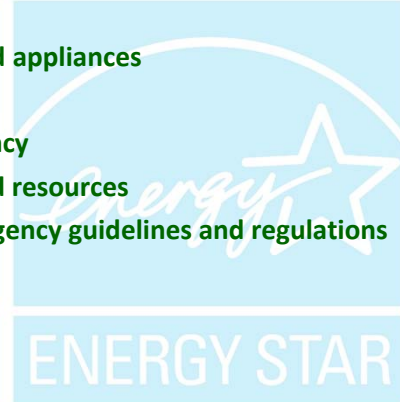 appliances
cy
resources
gency guidelines and regulations
energy
ENERGY STAR